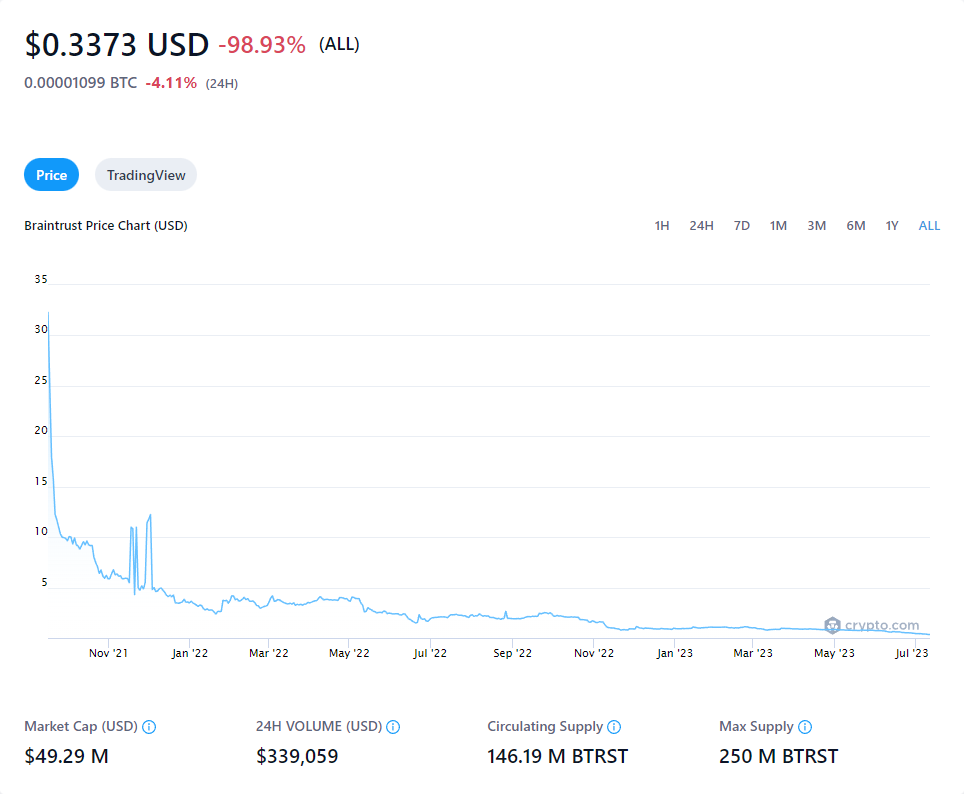 $0.3373 USD -98.93% (ALL)
0.00001099 BTC -4.11% (24H)
Price TradingView
Braintrust Price Chart (USD) 1H 24H 7D 1M 3M 6M 1Y ALL
35
30
25
20
15
10
5
crypto.com
Nov '21 Jan '22 Mar '22 May '22 Jul '22 Sep '22 Nov '22 Jan '23 Mar '23 May '23 Jul '23
Market Cap (USD) 24H VOLUME (USD) Circulating Supply Max Supply
$49.29 M $339,059 146.19 M BTRST 250 M BTRST